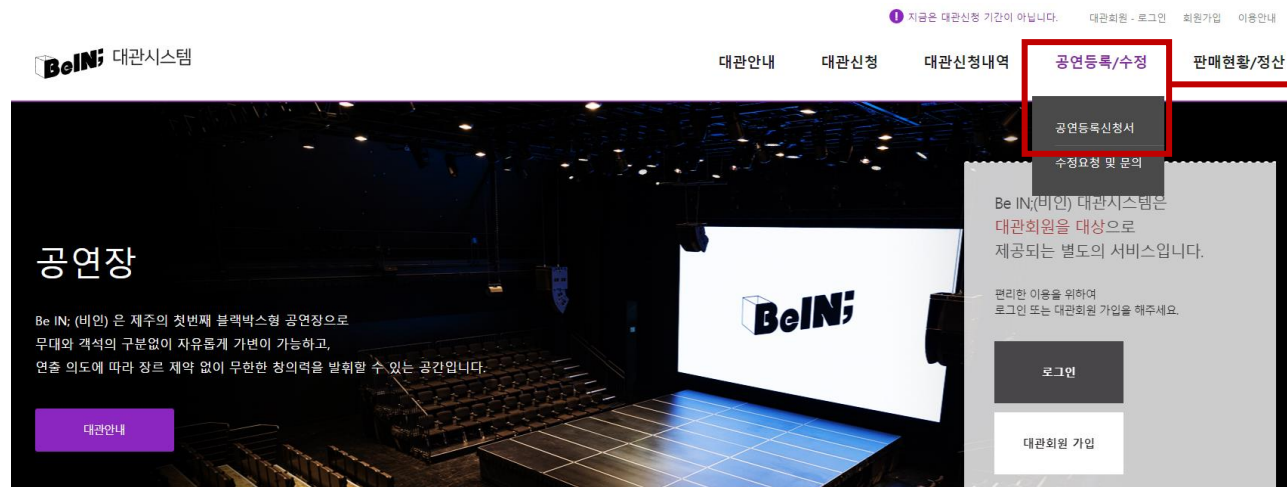 ! 지금은 대관신청 기간이 아닙니다. 대관회원 - 로그인 회원가입 이용안내
BeIN; 대관시스템
대관안내 대관신청 대관신청내역 공연등록/수정 판매현황/정산
공연등록신청서
수정요청 및 문의
공연장
Be IN; (비인) 은 제주의 첫번째 블랙박스형 공연장으로
무대와 객석의 구분없이 자유롭게 가변이 가능하고,
연출 의도에 따라 장르 제약 없이 무한한 창의력을 발휘할 수 있는 공간입니다.
대관안내
BeIN;
Be IN;(비인) 대관시스템은
대관회원을 대상으로
제공되는 별도의 서비스입니다.
편리한 이용을 위하여
로그인 또는 대관회원 가입을 해주세요.
로그인
대관회원 가입